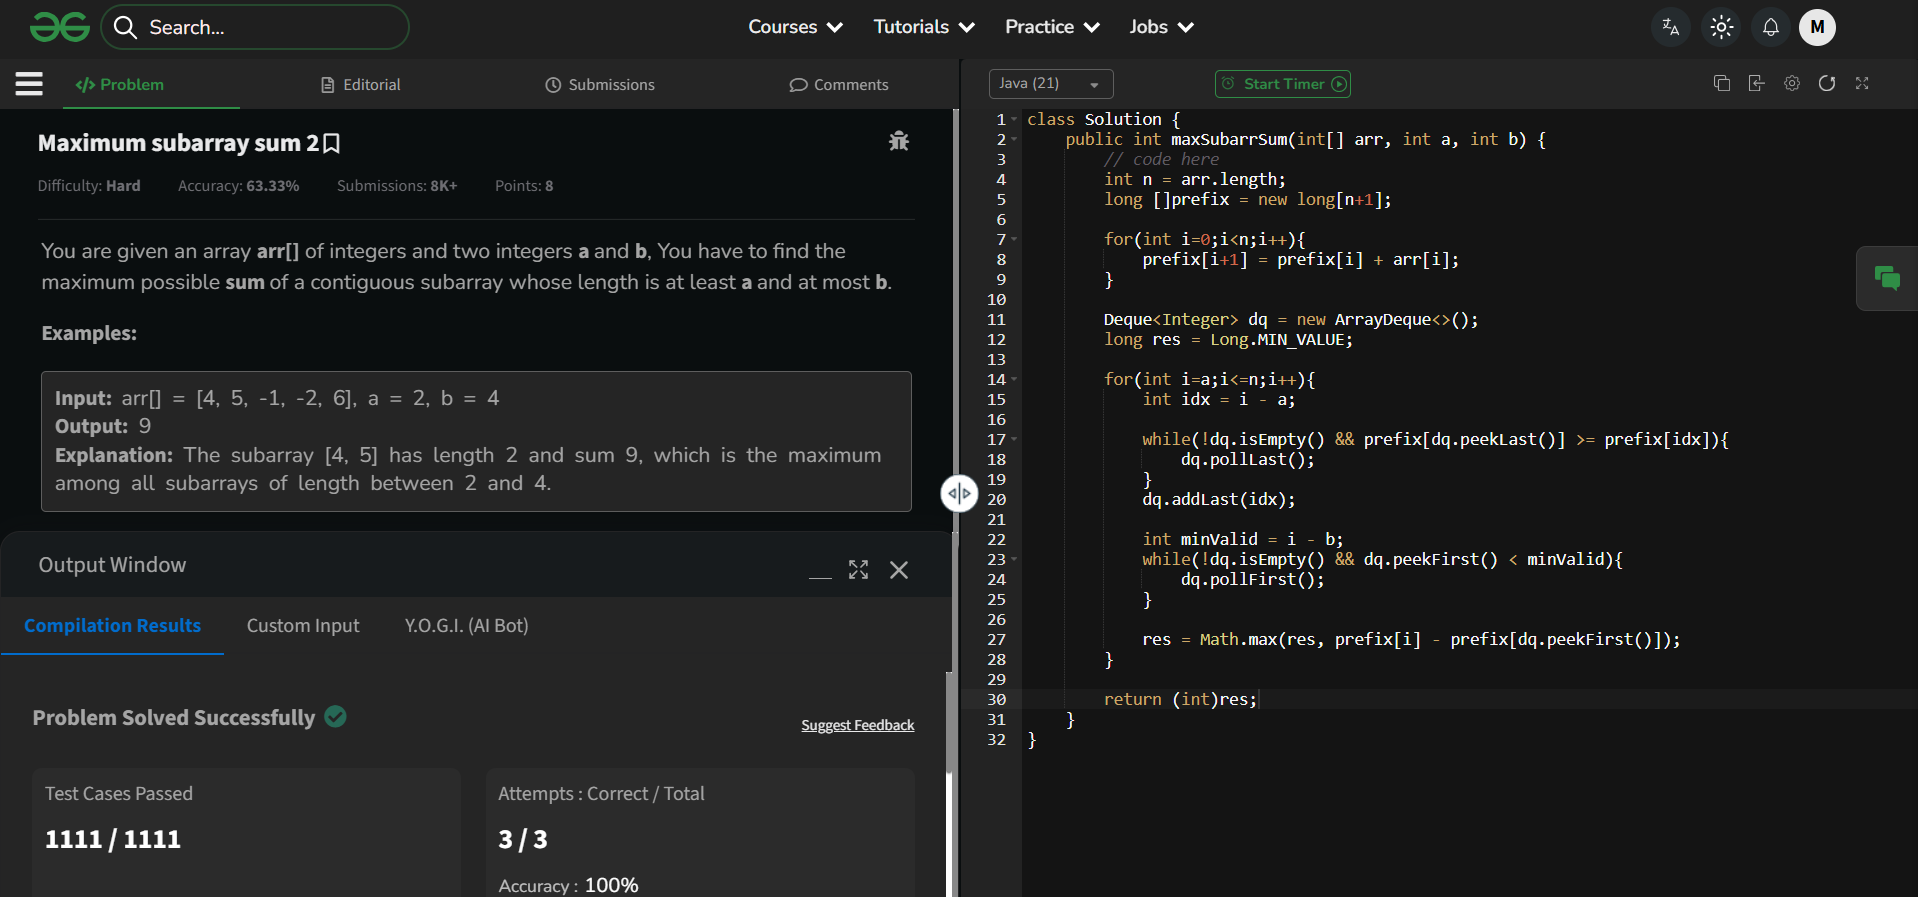 Search...
Courses
Tutorials
Practice
Jobs
M
</> Problem
Editorial
Submissions
Comments
Java (21)
Start Timer
Maximum subarray sum 2
Difficulty: Hard Accuracy: 63.33% Submissions: 8K+ Points: 8
You are given an array arr[] of integers and two integers a and b, You have to find the
maximum possible sum of a contiguous subarray whose length is at least a and at most b.
Examples:
Input: arr[] = [4, 5, -1, -2, 6], a = 2, b = 4
Output: 9
Explanation: The subarray [4, 5] has length 2 and sum 9, which is the maximum
among all subarrays of length between 2 and 4.
Output Window
Compilation Results
Custom Input
Y.O.G.I. (AI Bot)
Problem Solved Successfully
Suggest Feedback
Test Cases Passed
1111 / 1111
Attempts : Correct / Total
3 / 3
Accuracy : 100%
1 class Solution {
2     public int maxSubarrSum(int[] arr, int a, int b) {
3         // code here
4         int n = arr.length;
5         long []prefix = new long[n+1];
6
7         for(int i=0;i<n;i++){
8             prefix[i+1] = prefix[i] + arr[i];
9         }
10
11         Deque<Integer> dq = new ArrayDeque<>();
12         long res = Long.MIN_VALUE;
13
14         for(int i=a;i<=n;i++){
15             int idx = i - a;
16
17             while(!dq.isEmpty() && prefix[dq.peekLast()] >= prefix[idx]){
18                 dq.pollLast();
19             }
20             dq.addLast(idx);
21
22             int minValid = i - b;
23             while(!dq.isEmpty() && dq.peekFirst() < minValid){
24                 dq.pollFirst();
25             }
26
27             res = Math.max(res, prefix[i] - prefix[dq.peekFirst()]);
28         }
29
30         return (int)res;
31     }
32 }